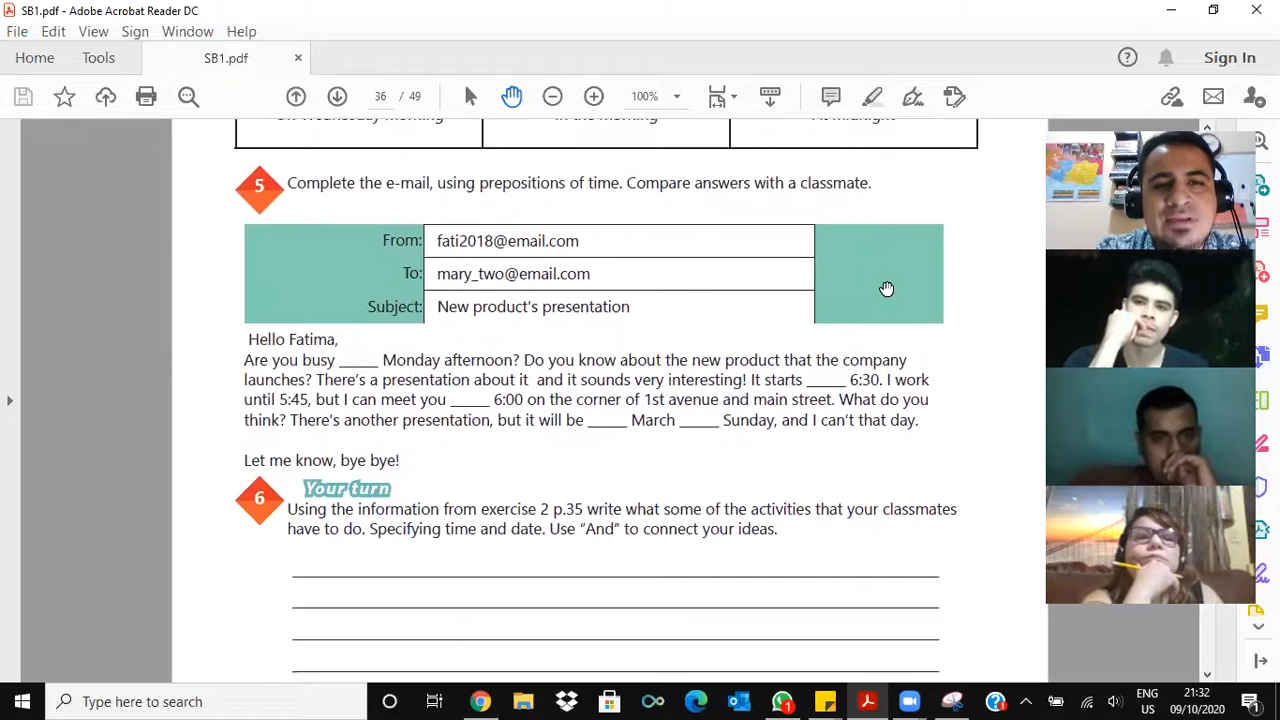 SB1.pdf - Adobe Acrobat Reader DC
File Edit View Sign Window Help
Home Tools SB1.pdf × Sign In
36 / 49 100%
On Wednesday morning In the morning At midnight
5 Complete the e-mail, using prepositions of time. Compare answers with a classmate.
From: fati2018@email.com
To: mary_two@email.com
Subject: New product's presentation
Hello Fatima,
Are you busy _____ Monday afternoon? Do you know about the new product that the company
launches? There's a presentation about it and it sounds very interesting! It starts _____ 6:30. I work
until 5:45, but I can meet you _____ 6:00 on the corner of 1st avenue and main street. What do you
think? There's another presentation, but it will be _____ March _____ Sunday, and I can't that day.
Let me know, bye bye!
Your turn
6 Using the information from exercise 2 p.35 write what some of the activities that your classmates
have to do. Specifying time and date. Use “And” to connect your ideas.
Type here to search
ENG 21:32
US 09/10/2020